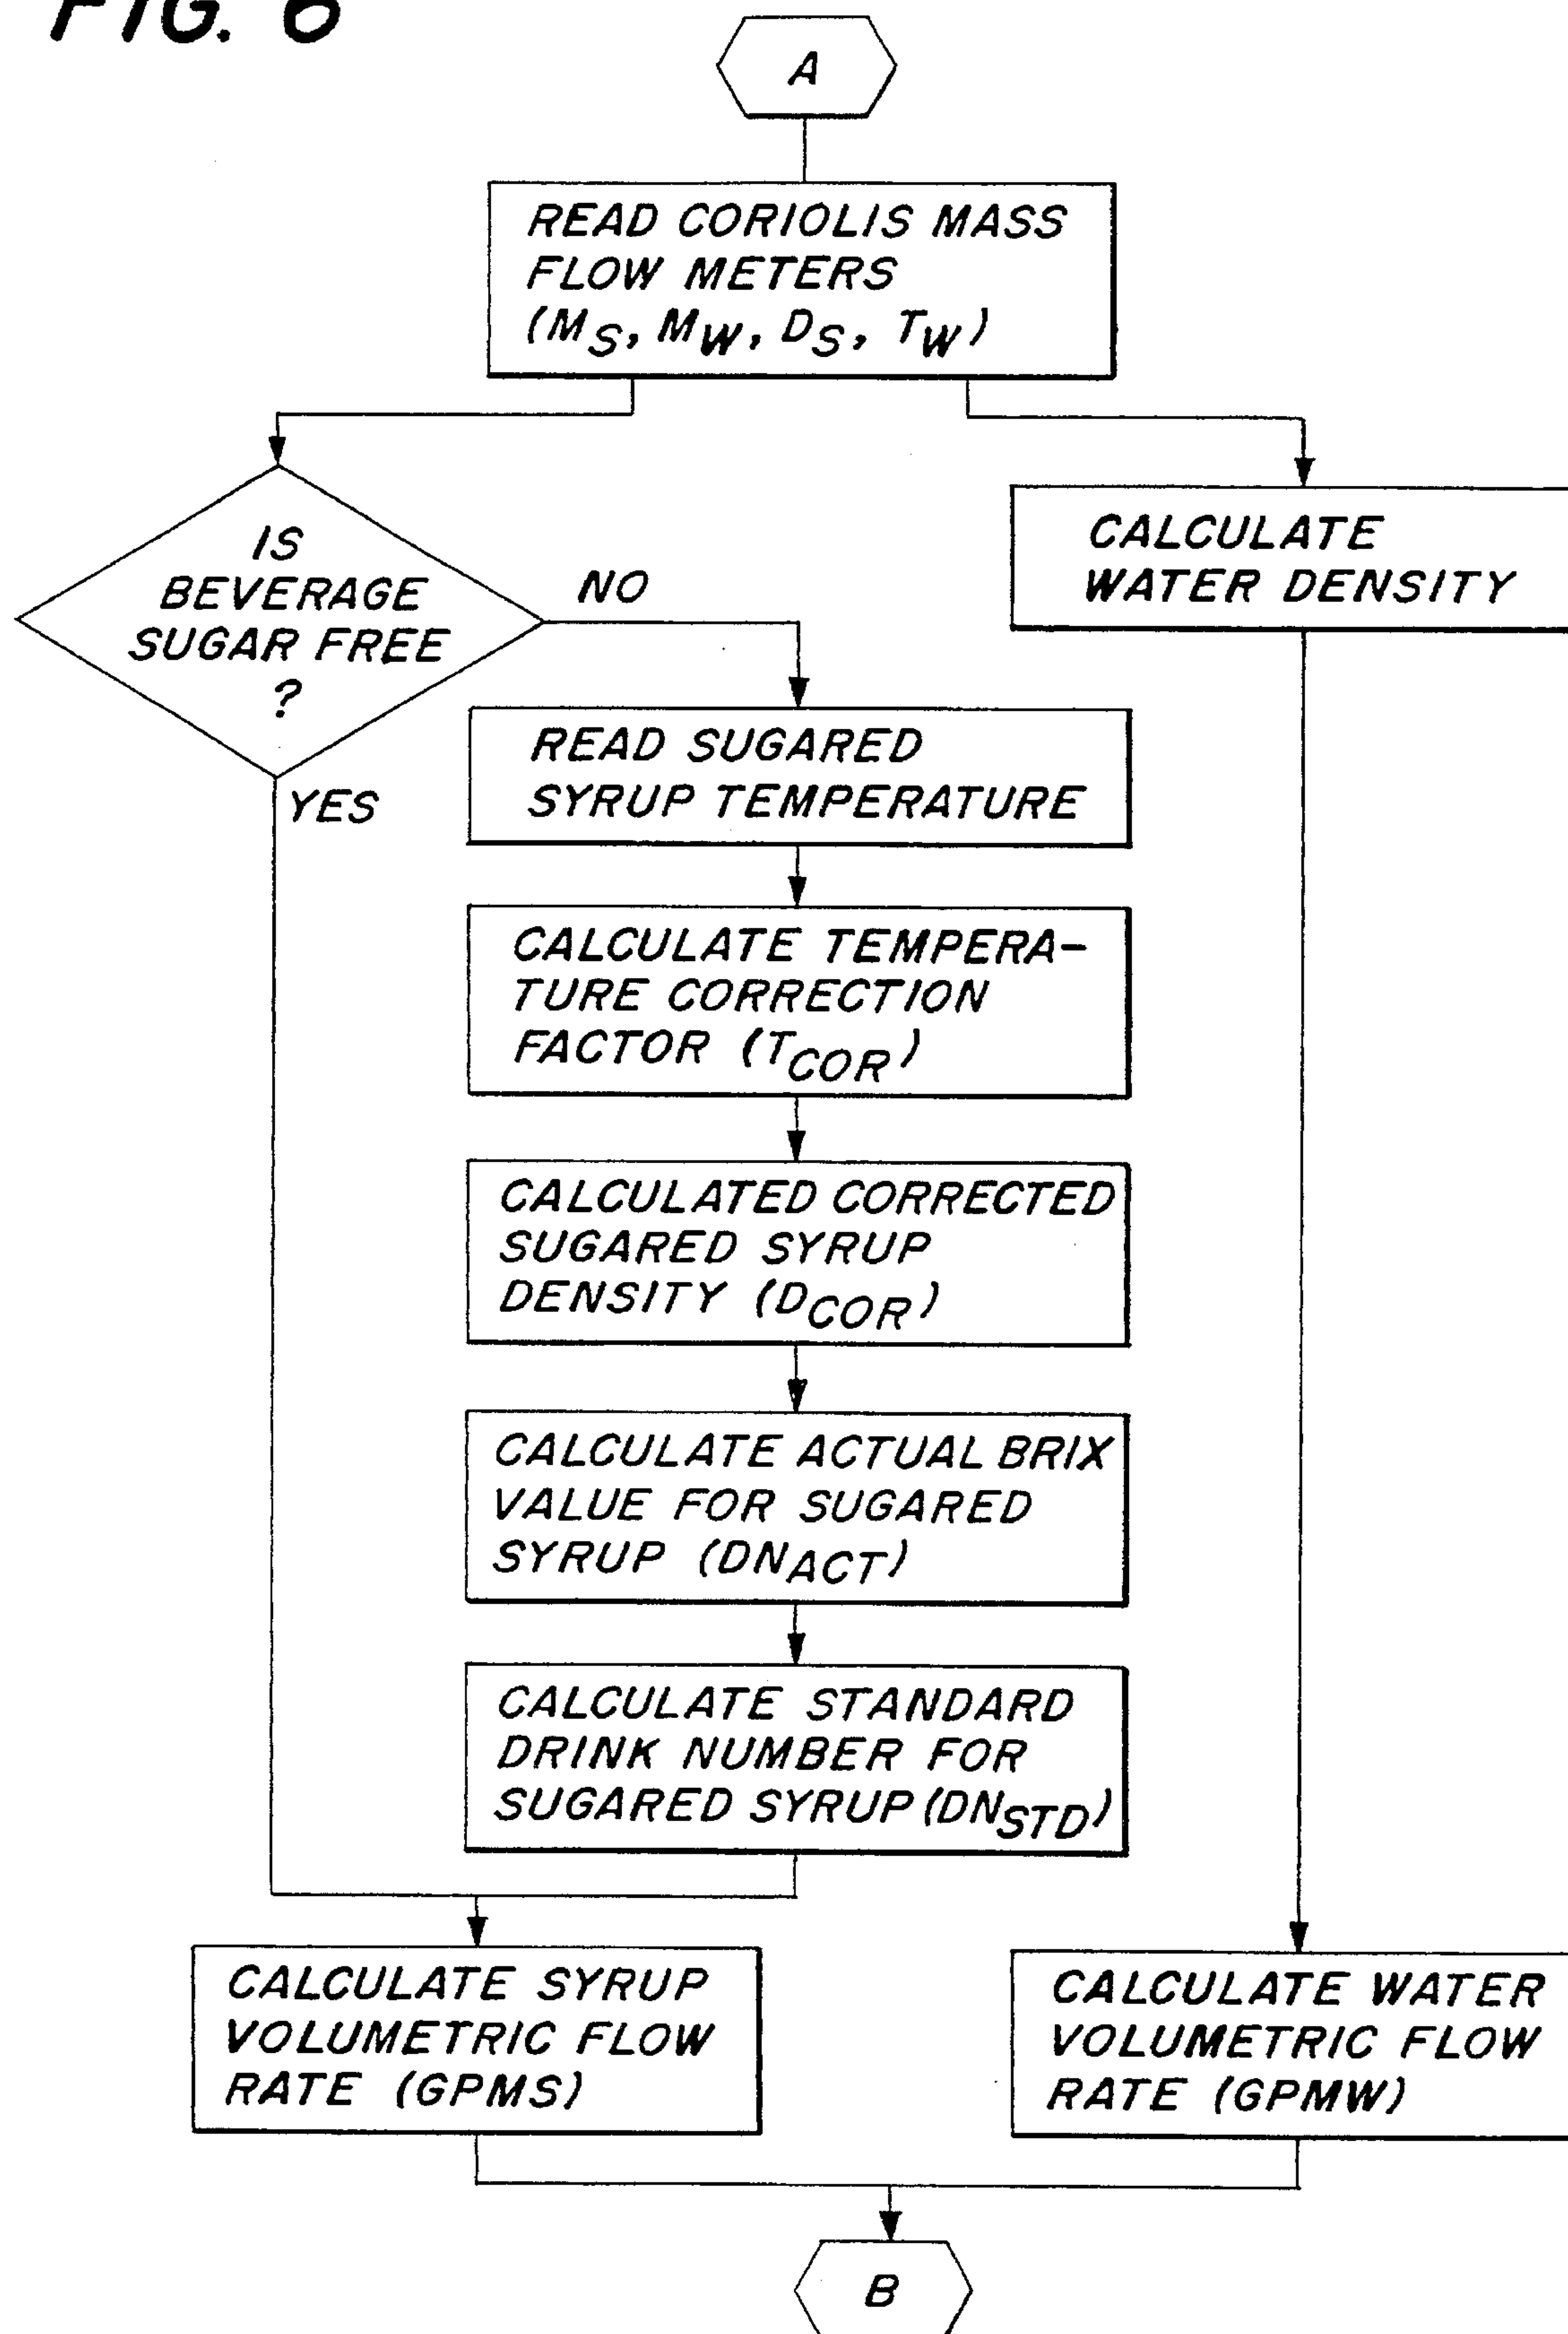 FIG. 6
A
READ CORIOLIS MASS
FLOW METERS
(MS, MW, DS, TW)
IS
BEVERAGE
SUGAR FREE
?
NO
YES
CALCULATE
WATER DENSITY
READ SUGARED
SYRUP TEMPERATURE
CALCULATE TEMPERA-
TURE CORRECTION
FACTOR (TCOR)
CALCULATED CORRECTED
SUGARED SYRUP
DENSITY (DCOR)
CALCULATE ACTUAL BRIX
VALUE FOR SUGARED
SYRUP (DNACT)
CALCULATE STANDARD
DRINK NUMBER FOR
SUGARED SYRUP (DNSTD)
CALCULATE SYRUP
VOLUMETRIC FLOW
RATE (GPMS)
CALCULATE WATER
VOLUMETRIC FLOW
RATE (GPMW)
B